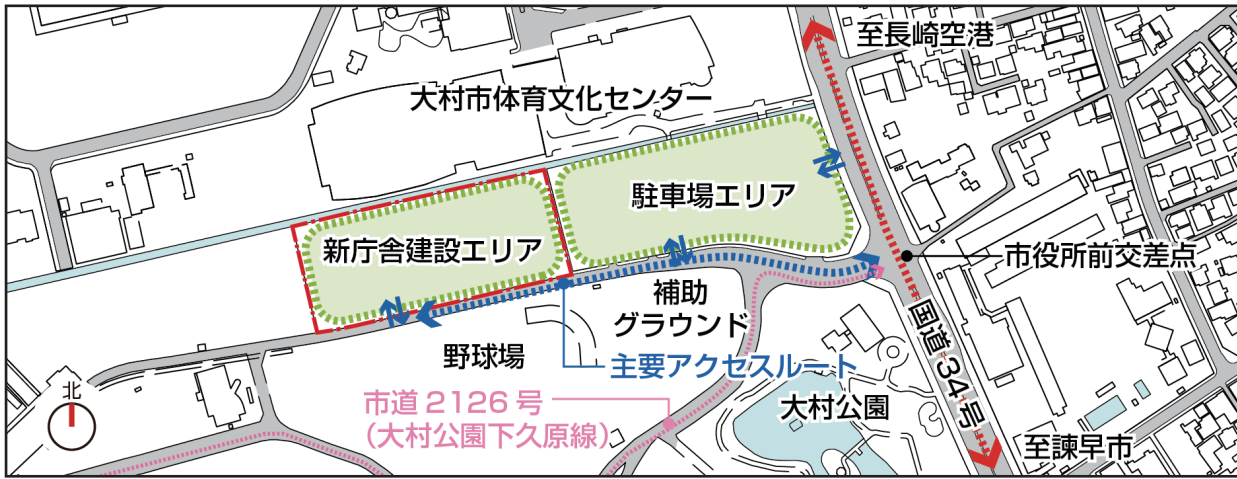 至長崎空港
大村市体育文化センター
駐車場エリア
新庁舎建設エリア
市役所前交差点
補助
グラウンド
国道34号
野球場
主要アクセスルート
北
市道2126号
（大村公園下久原線）
大村公園
至諫早市